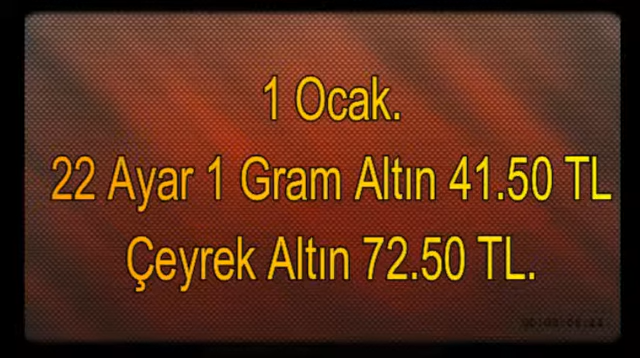 1 Ocak.
22 Ayar 1 Gram Altın 41.50 TL
Çeyrek Altın 72.50 TL.